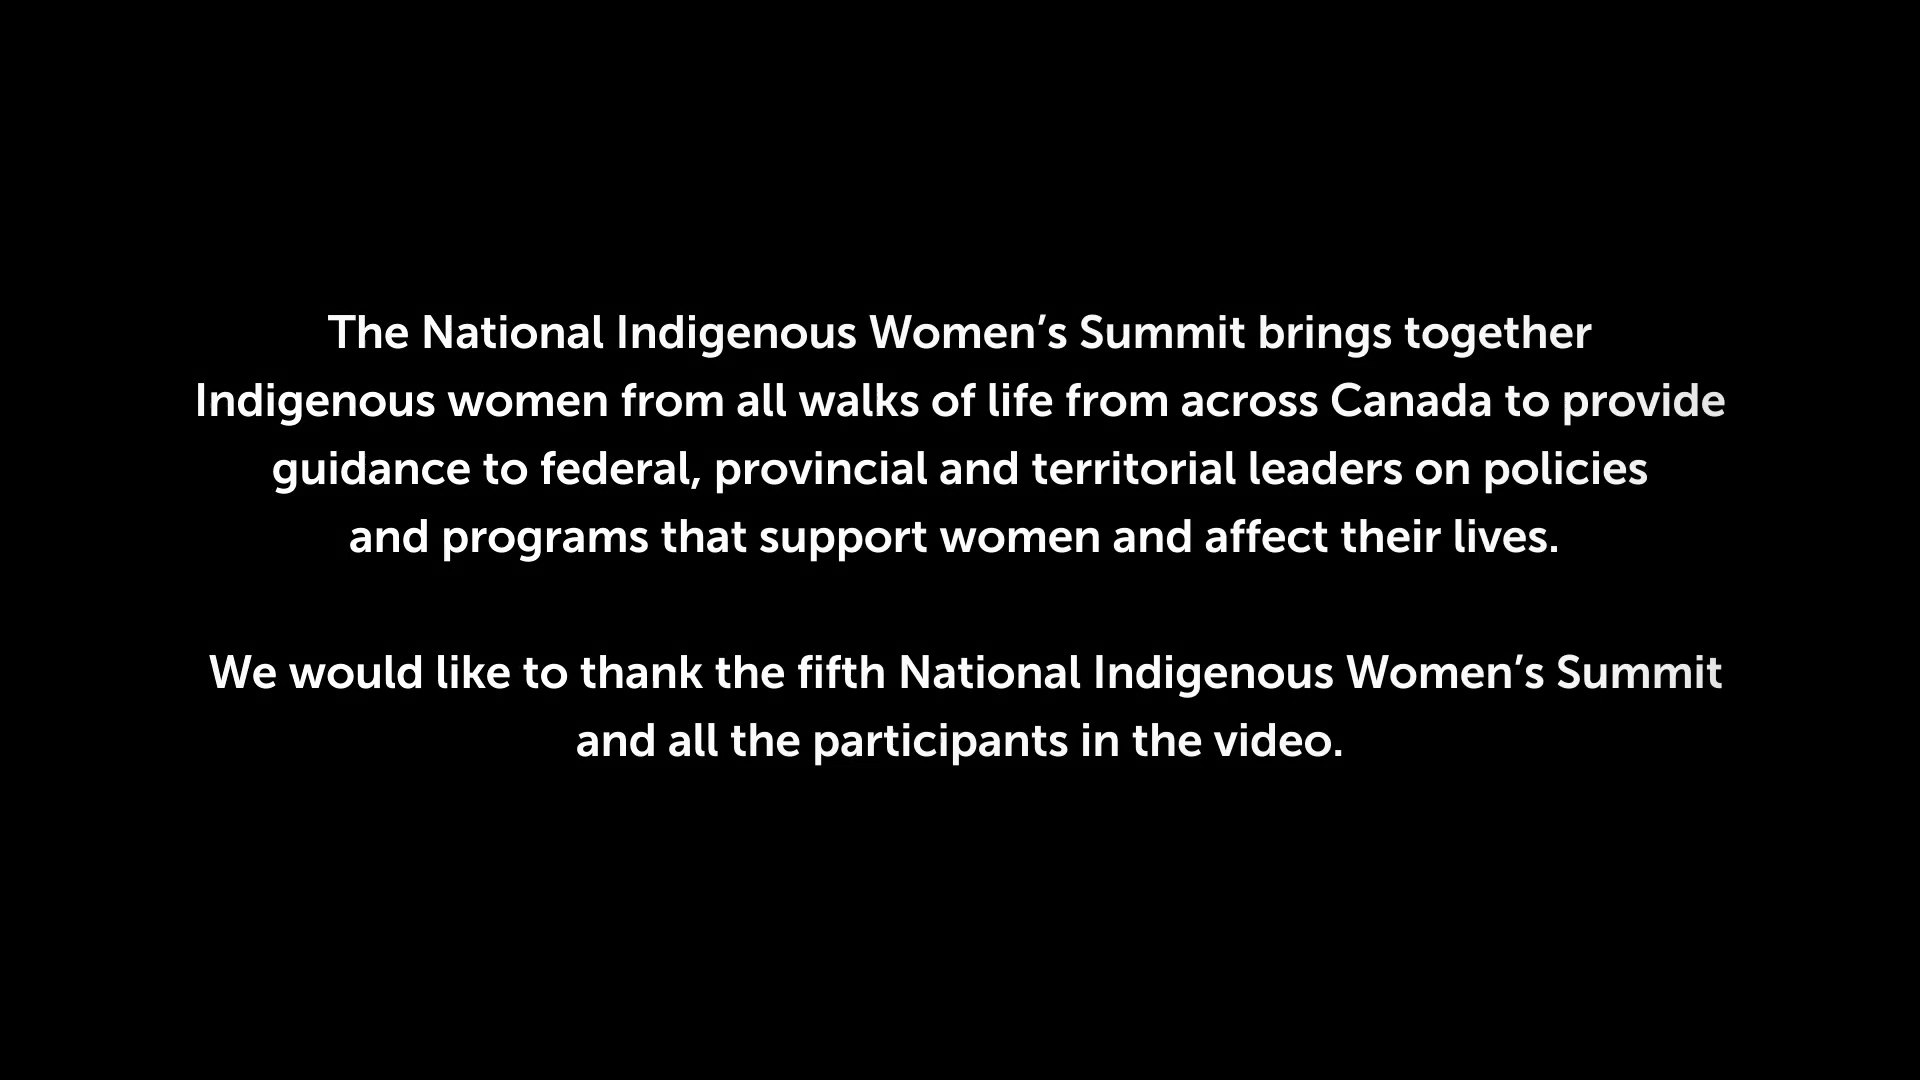 The National Indigenous Women’s Summit brings together
Indigenous women from all walks of life from across Canada to provide
guidance to federal, provincial and territorial leaders on policies
and programs that support women and affect their lives.
We would like to thank the fifth National Indigenous Women’s Summit
and all the participants in the video.